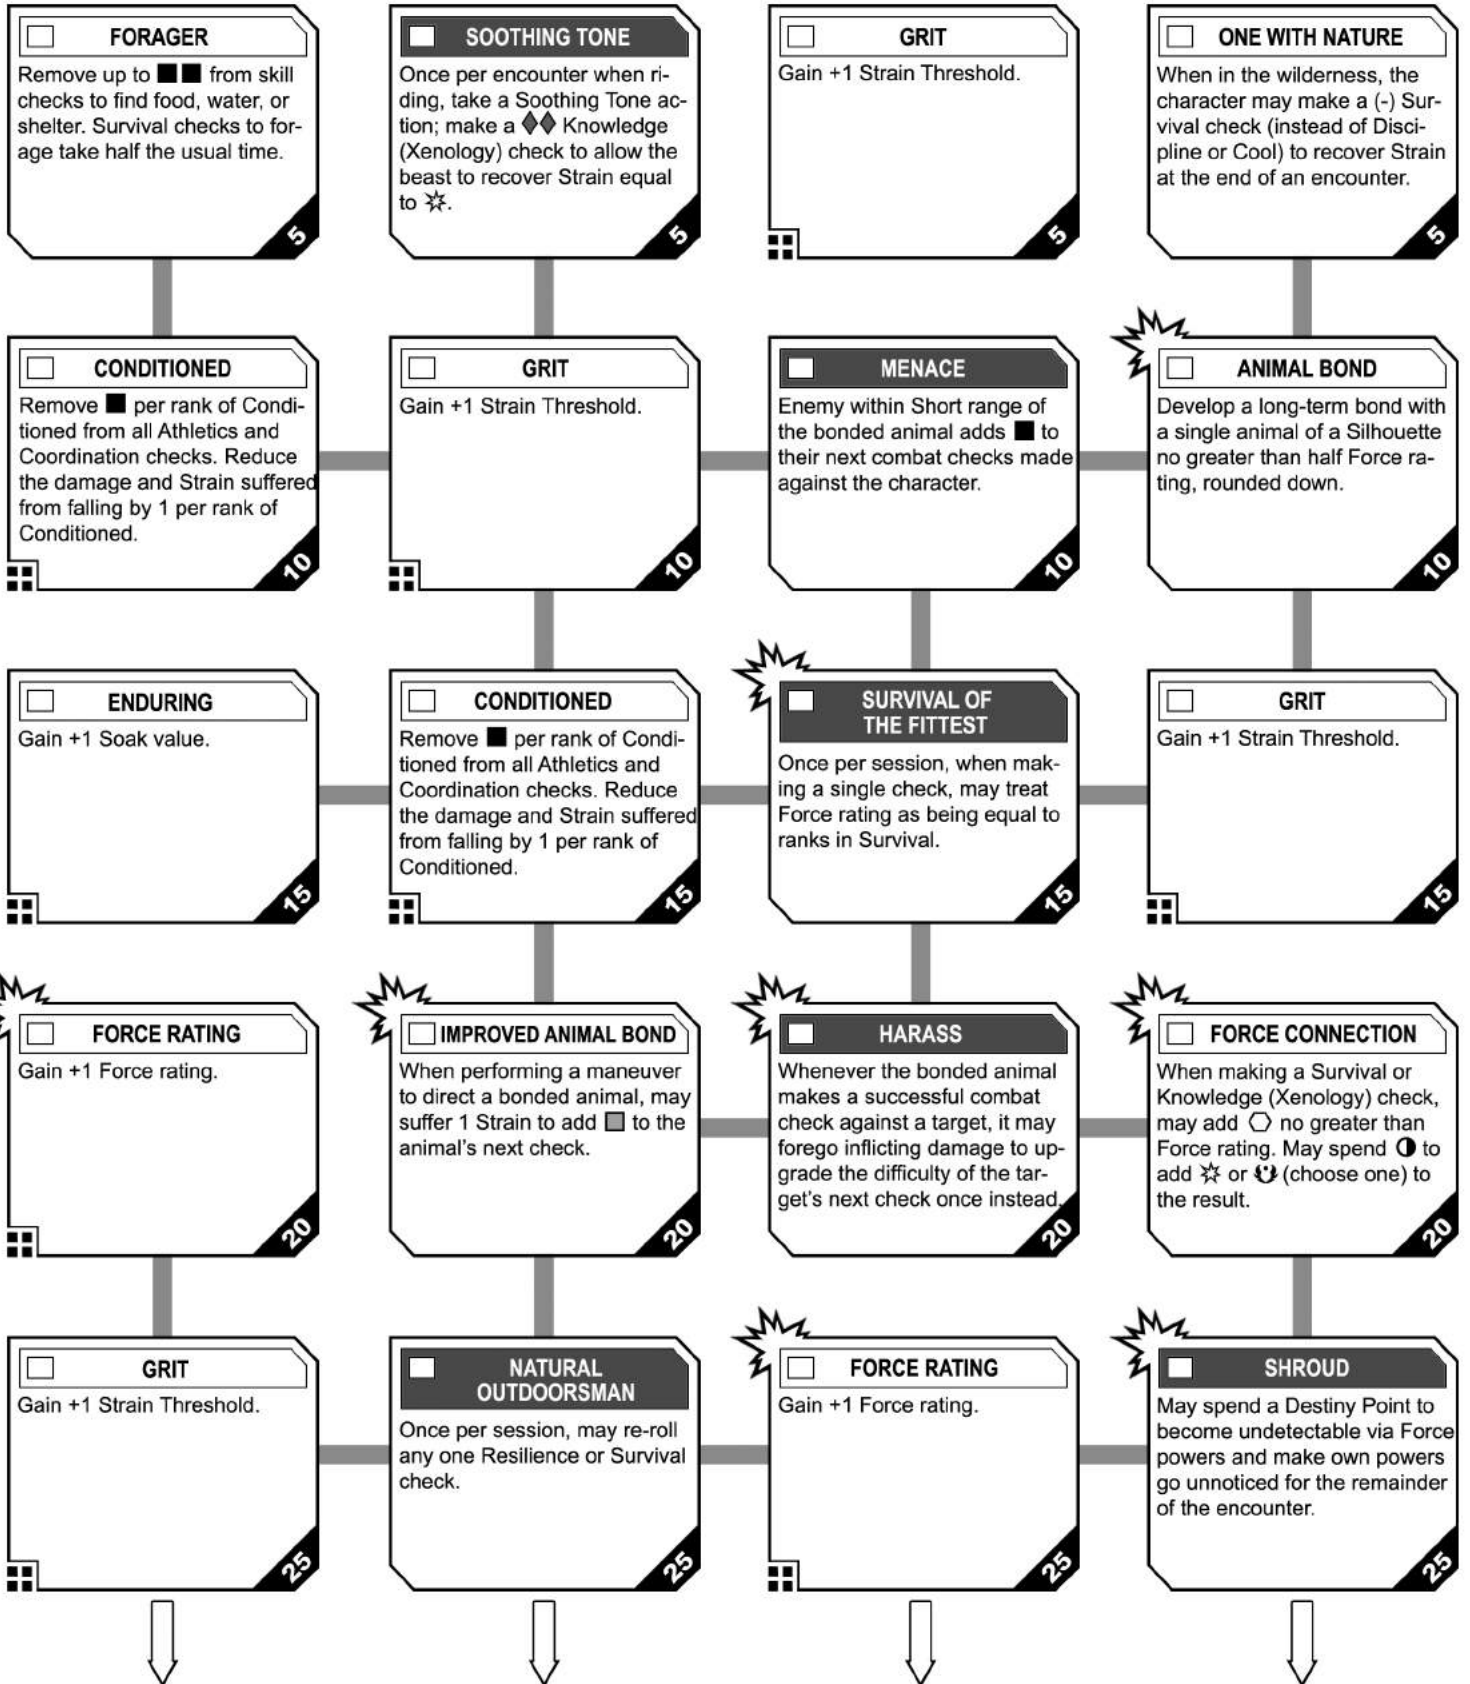 FORAGER
Remove up to ■■ from skill
checks to find food, water, or
shelter. Survival checks to for-
age take half the usual time.
5
SOOTHING TONE
Once per encounter when ri-
ding, take a Soothing Tone ac-
tion; make a ◆◆ Knowledge
(Xenology) check to allow the
beast to recover Strain equal
to ✲.
5
GRIT
Gain +1 Strain Threshold.
5
ONE WITH NATURE
When in the wilderness, the
character may make a (-) Sur-
vival check (instead of Disci-
pline or Cool) to recover Strain
at the end of an encounter.
5
CONDITIONED
Remove ■ per rank of Condi-
tioned from all Athletics and
Coordination checks. Reduce
the damage and Strain suffered
from falling by 1 per rank of
Conditioned.
10
GRIT
Gain +1 Strain Threshold.
10
MENACE
Enemy within Short range of
the bonded animal adds ■ to
their next combat checks made
against the character.
10
ANIMAL BOND
Develop a long-term bond with
a single animal of a Silhouette
no greater than half Force ra-
ting, rounded down.
10
ENDURING
Gain +1 Soak value.
15
CONDITIONED
Remove ■ per rank of Condi-
tioned from all Athletics and
Coordination checks. Reduce
the damage and Strain suffered
from falling by 1 per rank of
Conditioned.
15
SURVIVAL OF
THE FITTEST
Once per session, when mak-
ing a single check, may treat
Force rating as being equal to
ranks in Survival.
15
GRIT
Gain +1 Strain Threshold.
15
FORCE RATING
Gain +1 Force rating.
20
IMPROVED ANIMAL BOND
When performing a maneuver
to direct a bonded animal, may
suffer 1 Strain to add ■ to the
animal's next check.
20
HARASS
Whenever the bonded animal
makes a successful combat
check against a target, it may
forego inflicting damage to up-
grade the difficulty of the tar-
get's next check once instead.
20
FORCE CONNECTION
When making a Survival or
Knowledge (Xenology) check,
may add ⬡ no greater than
Force rating. May spend ◑ to
add ✲ or (choose one) to
the result.
20
GRIT
Gain +1 Strain Threshold.
25
NATURAL
OUTDOORSMAN
Once per session, may re-roll
any one Resilience or Survival
check.
25
FORCE RATING
Gain +1 Force rating.
25
SHROUD
May spend a Destiny Point to
become undetectable via Force
powers and make own powers
go unnoticed for the remainder
of the encounter.
25